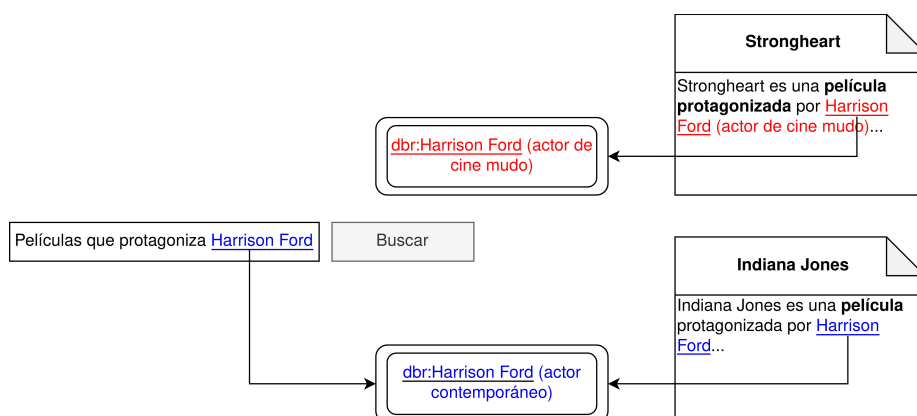 Strongheart
Strongheart es una película
protagonizada por Harrison
Ford (actor de cine mudo)...
dbr:Harrison Ford (actor de
cine mudo)
Películas que protagoniza Harrison Ford
Buscar
Indiana Jones
Indiana Jones es una película
protagonizada por Harrison
Ford...
dbr:Harrison Ford (actor
contemporáneo)